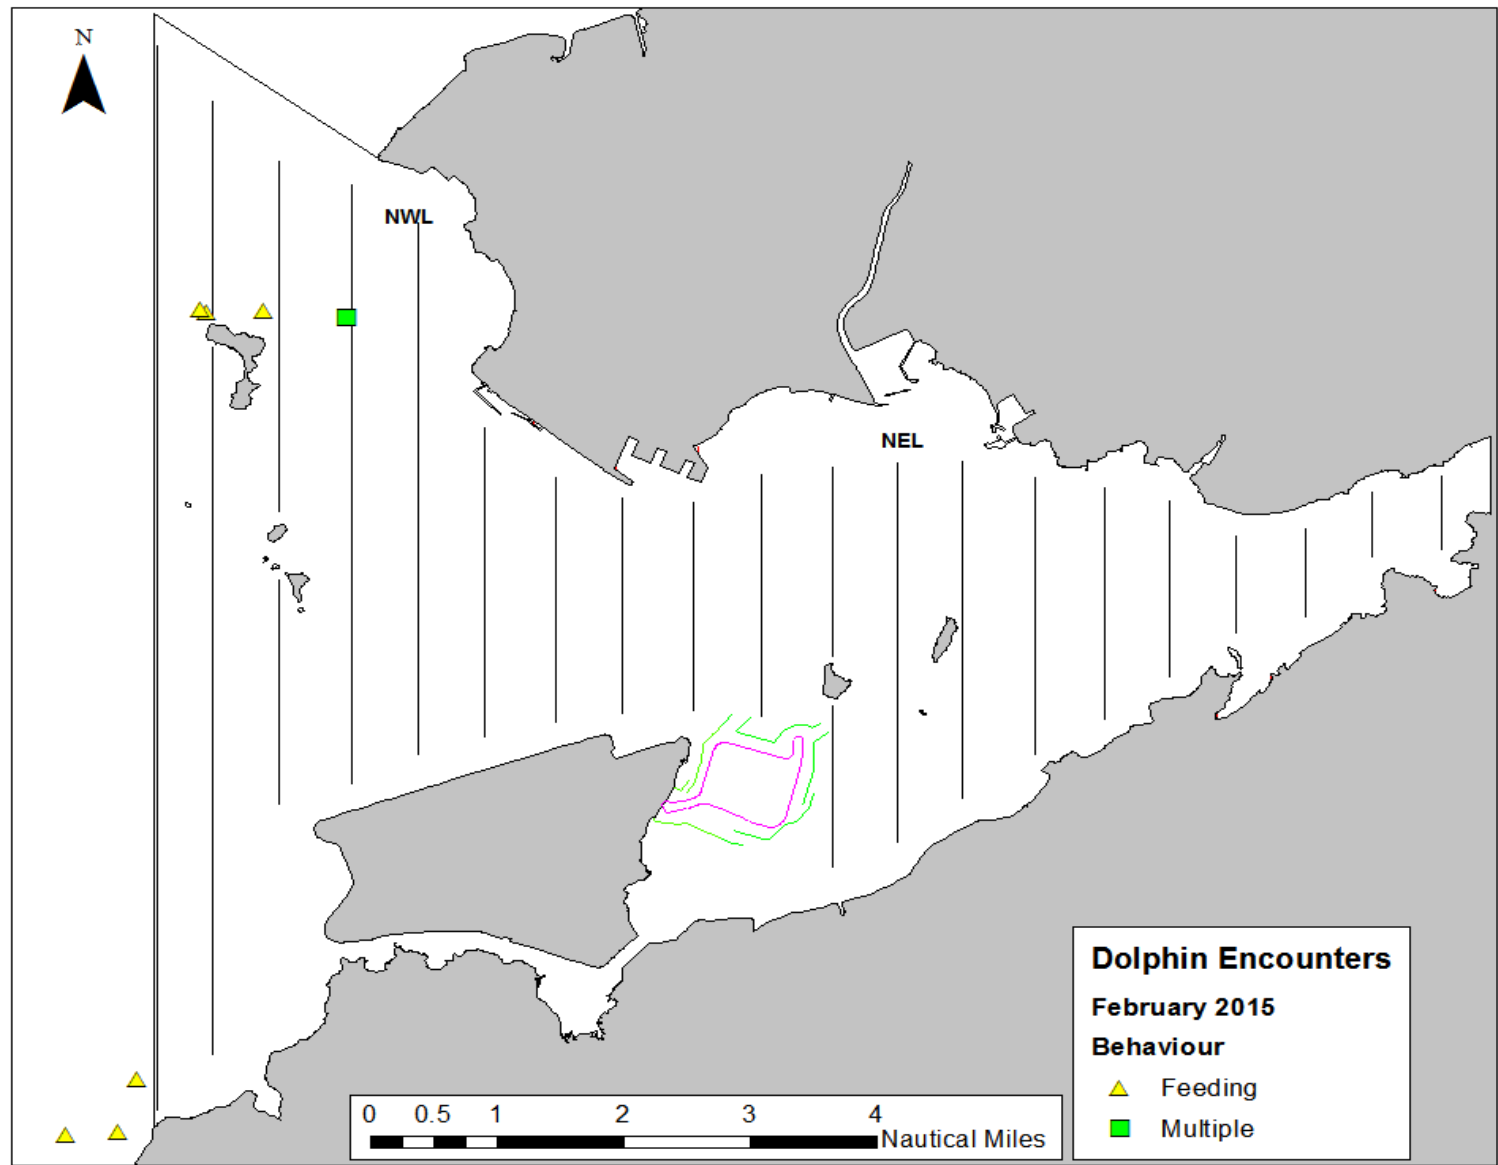 N
NWL
NEL
Dolphin Encounters
February 2015
Behaviour
Feeding
Multiple
0 0.5 1 2 3 4
Nautical Miles